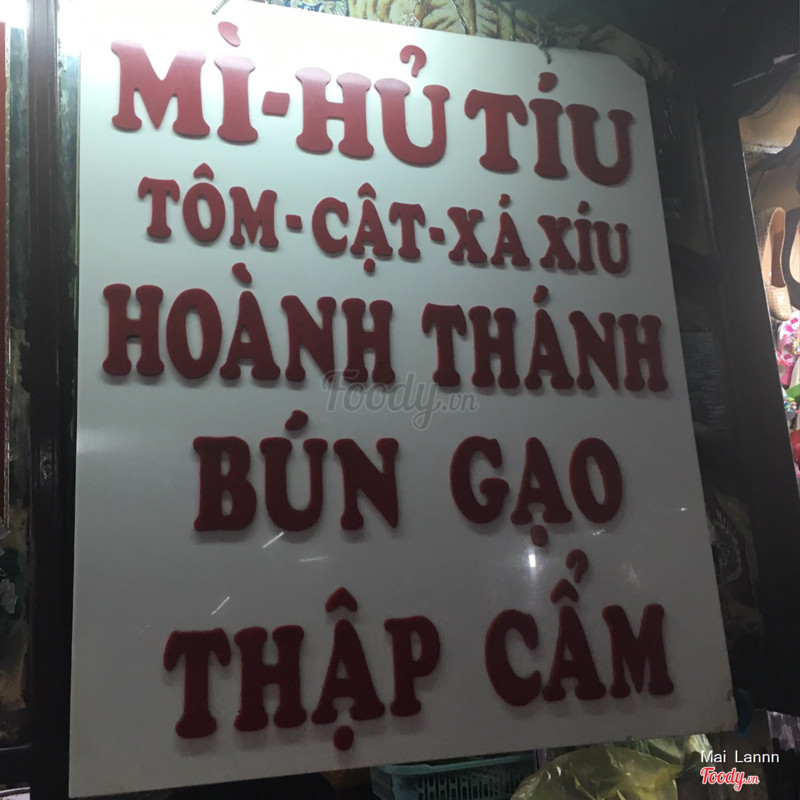 MÌ-HỦ TÍU
TÔM-CẬT-XÁ XÍU
HOÀNH THÁNH
Foody.vn
BÚN GẠO
THẬP CẨM
Mai Lannn
Foody.vn